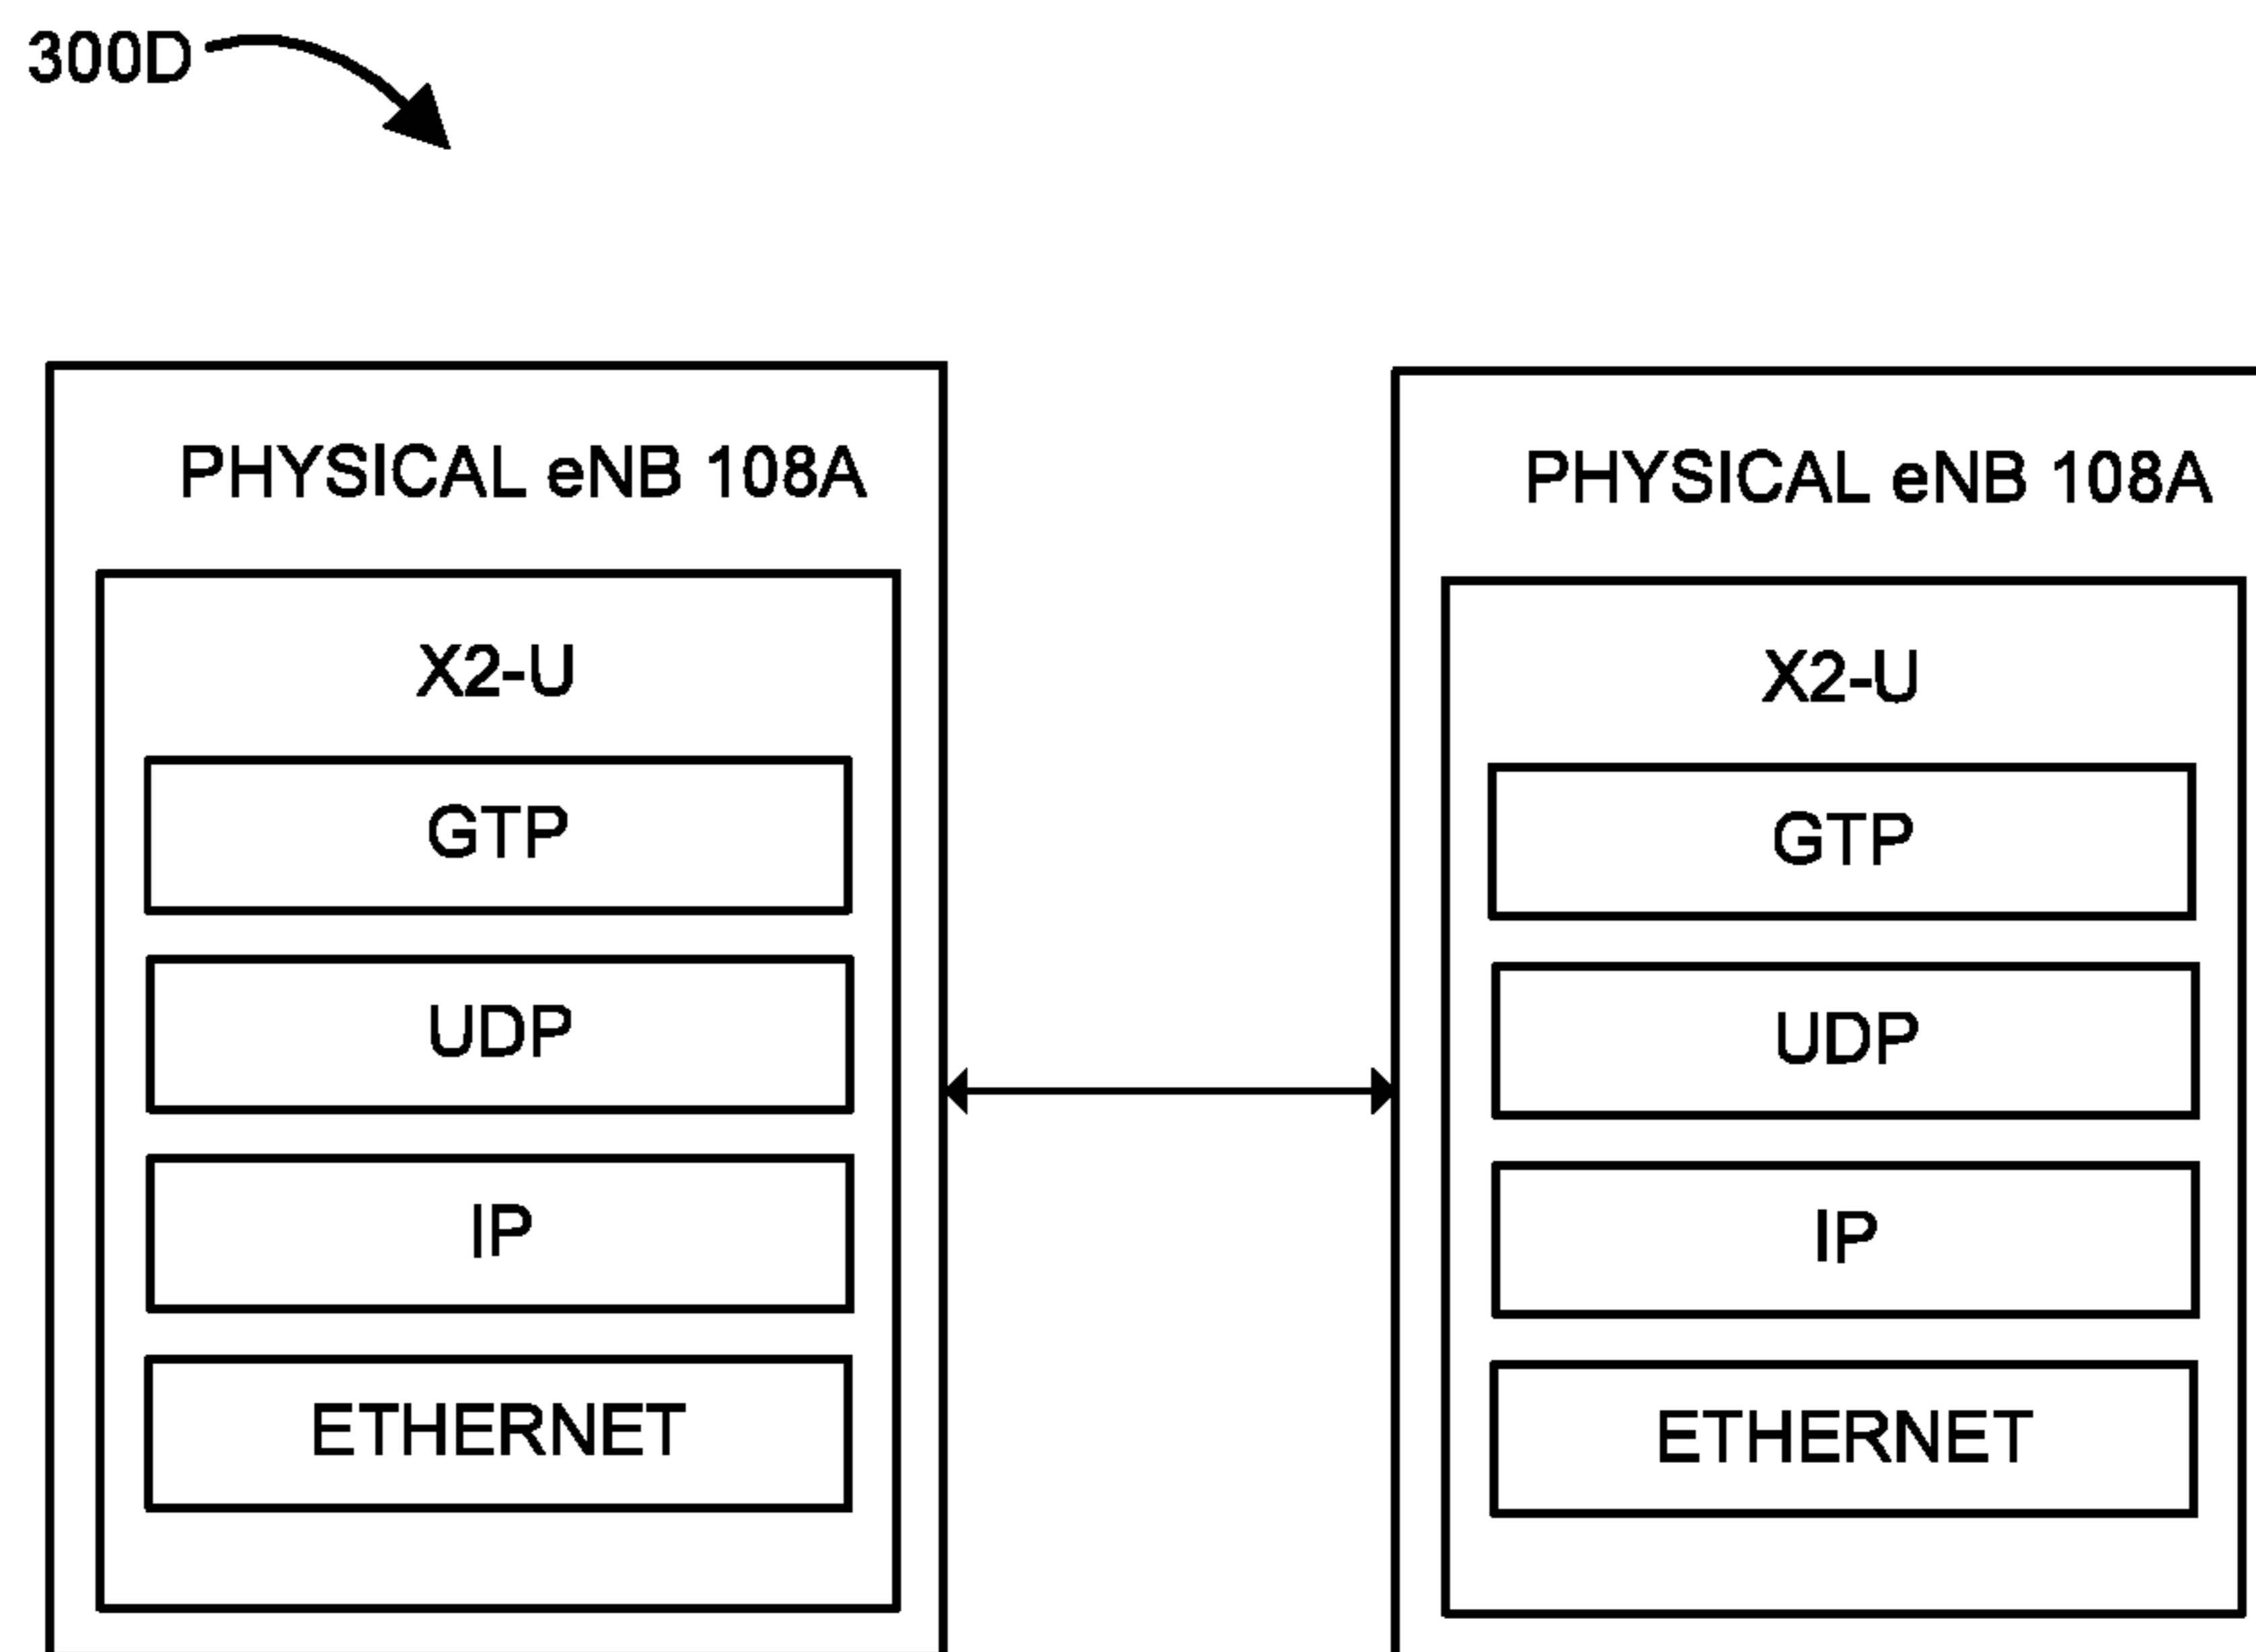 300D
PHYSICAL eNB 108A
X2-U
GTP
UDP
IP
ETHERNET
PHYSICAL eNB 108A
X2-U
GTP
UDP
IP
ETHERNET